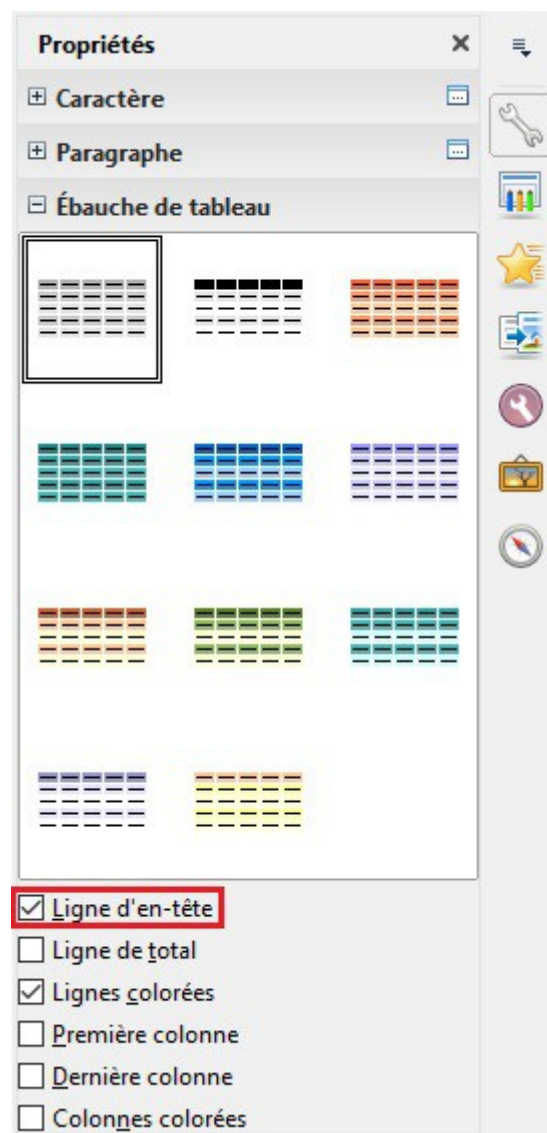 Propriétés
Caractère
Paragraphe
Ébauche de tableau
Ligne d'en-tête
Ligne de total
Lignes colorées
Première colonne
Dernière colonne
Colonnes colorées